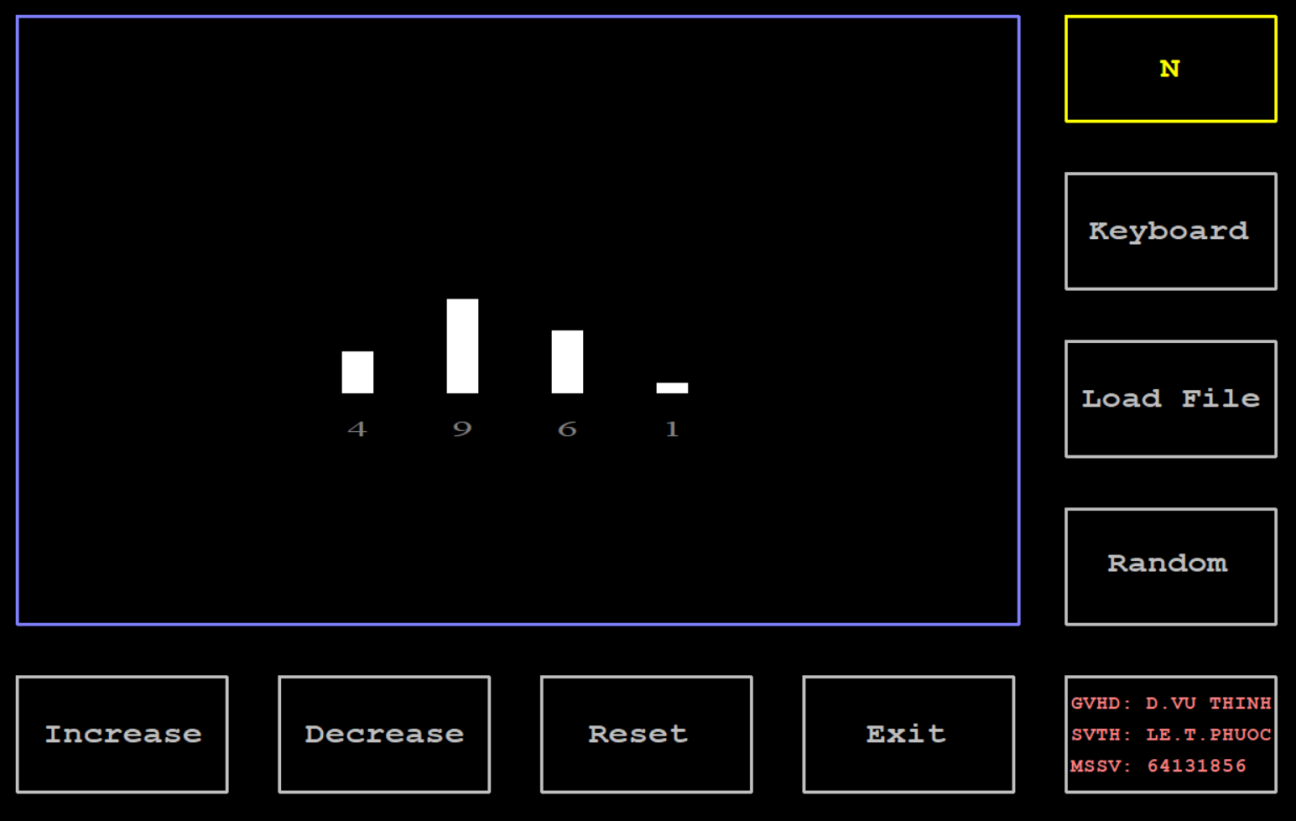 N
Keyboard
4 9 6 1
Load File
Random
Increase
Decrease
Reset
Exit
GVHD: D.VU THINH
SVTH: LE.T.PHUOC
MSSV: 64131856